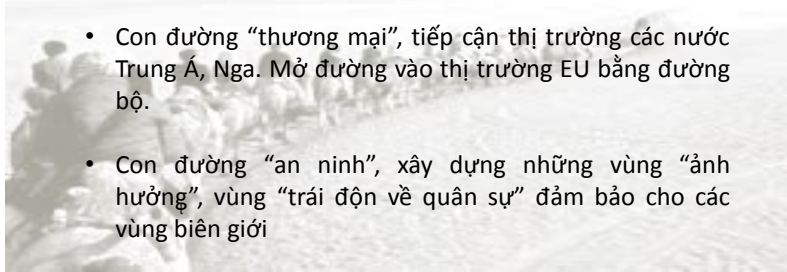 • Con đường “thương mại”, tiếp cận thị trường các nước
Trung Á, Nga. Mở đường vào thị trường EU bằng đường
bộ.
• Con đường “an ninh”, xây dựng những vùng “ảnh
hưởng”, vùng “trái độn về quân sự” đảm bảo cho các
vùng biên giới